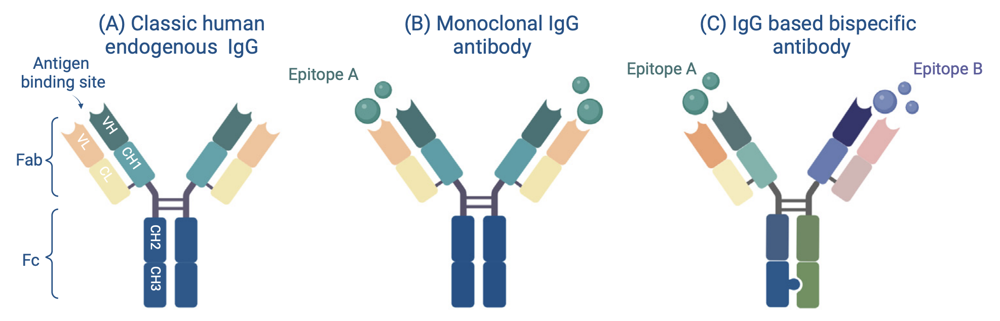 (A) Classic human
endogenous IgG
Antigen
binding site
VH
VL
CH1
CL
Fab
CH2
Fc
CH3
(B) Monoclonal IgG
antibody
Epitope A
(C) IgG based bispecific
antibody
Epitope A
Epitope B